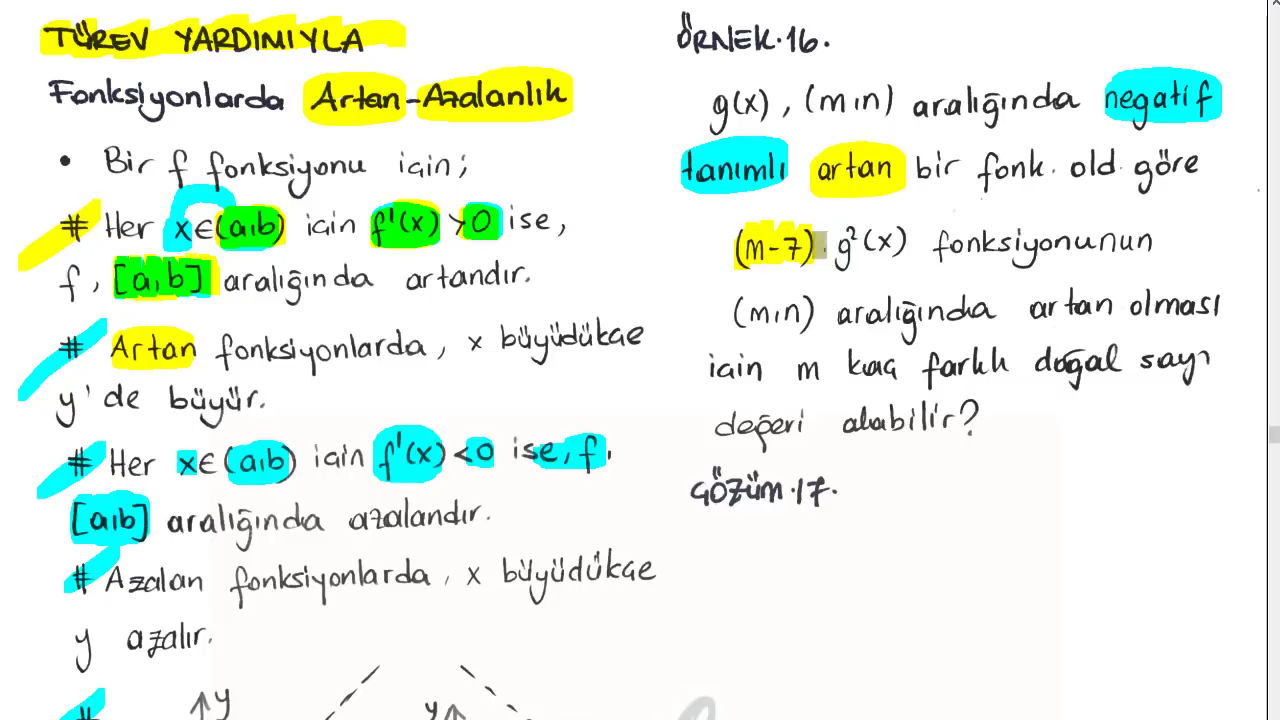 TÜREV YARDIMIYLA
Fonksiyonlarda Artan-Azalanlık
• Bir f fonksiyonu için;
# Her x∈(a,b) için f'(x) > 0 ise,
f, [a,b] aralığında artandır.
# Artan fonksiyonlarda, x büyüdükçe
y'de büyür.
# Her x∈(a,b) için f'(x) < 0 ise, f,
[a,b] aralığında azalandır.
# Azalan fonksiyonlarda, x büyüdükçe
y azalır.
#
y
y
ÖRNEK.16.
g(x), (m,n) aralığında negatif
tanımlı artan bir fonk. old. göre
(m-7).g²(x) fonksiyonunun
(m,n) aralığında artan olması
için m kaç farklı doğal sayı
değeri alabilir?
ÇÖZÜM.17.